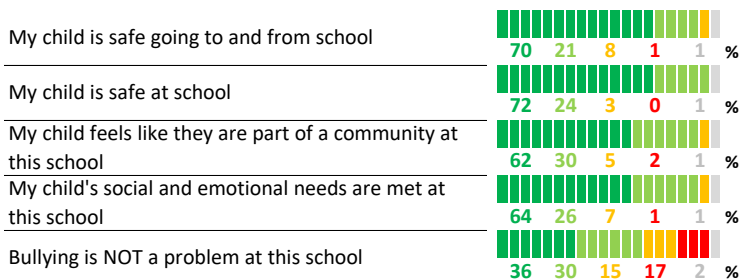 My child is safe going to and from school
70 21 8 1 1 %
My child is safe at school
72 24 3 0 1 %
My child feels like they are part of a community at
this school
62 30 5 2 1 %
My child's social and emotional needs are met at
this school
64 26 7 1 1 %
Bullying is NOT a problem at this school
36 30 15 17 2 %